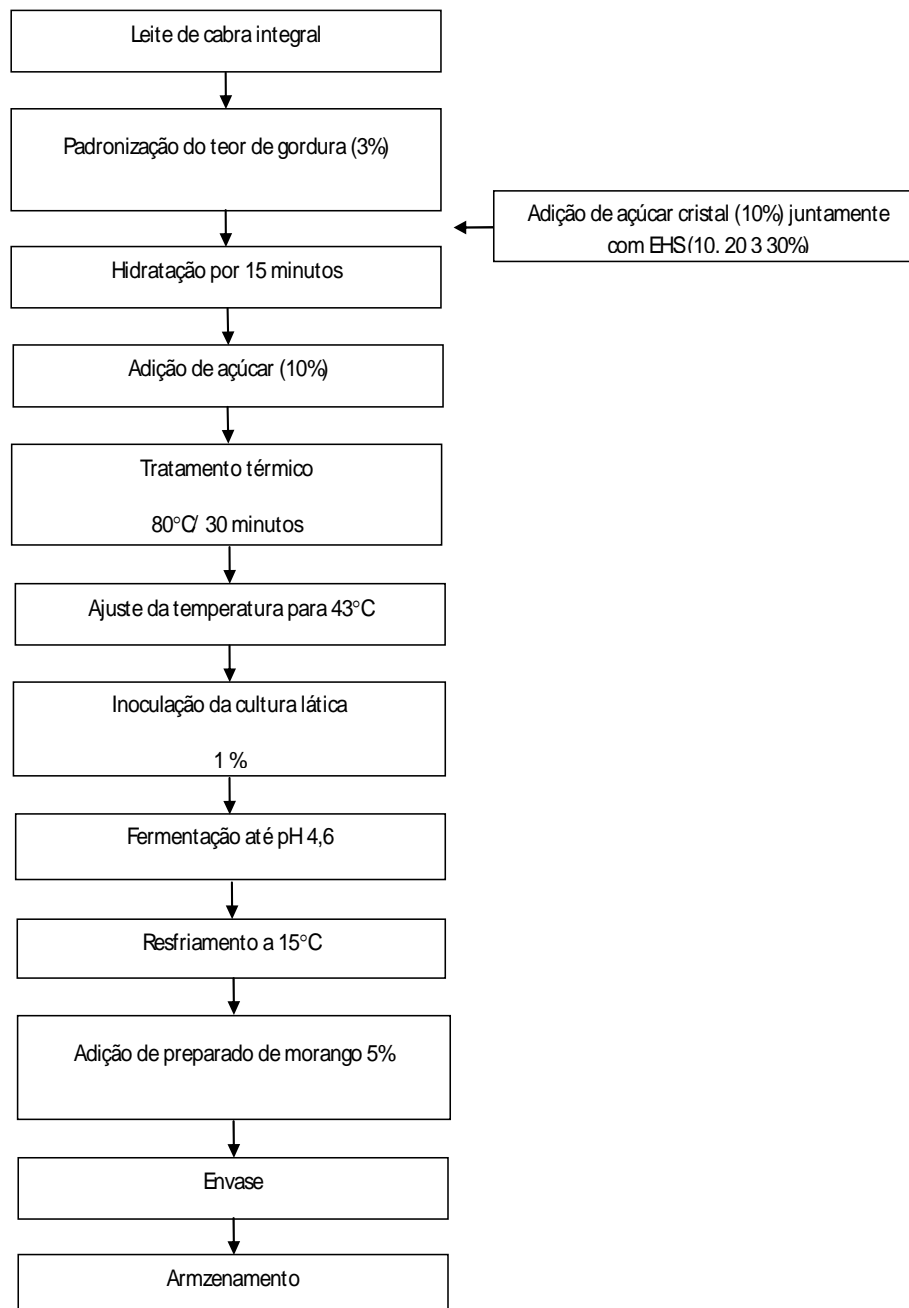 Leite de cabra integral
Padronização do teor de gordura (3%)
Adição de açúcar cristal (10%) juntamente
com EHS(10, 20 3 30%)
Hidratação por 15 minutos
Adição de açúcar (10%)
Tratamento térmico
80°C/ 30 minutos
Ajuste da temperatura para 43°C
Inoculação da cultura lática
1 %
Fermentação até pH 4,6
Resfriamento a 15°C
Adição de preparado de morango 5%
Envase
Armzenamento